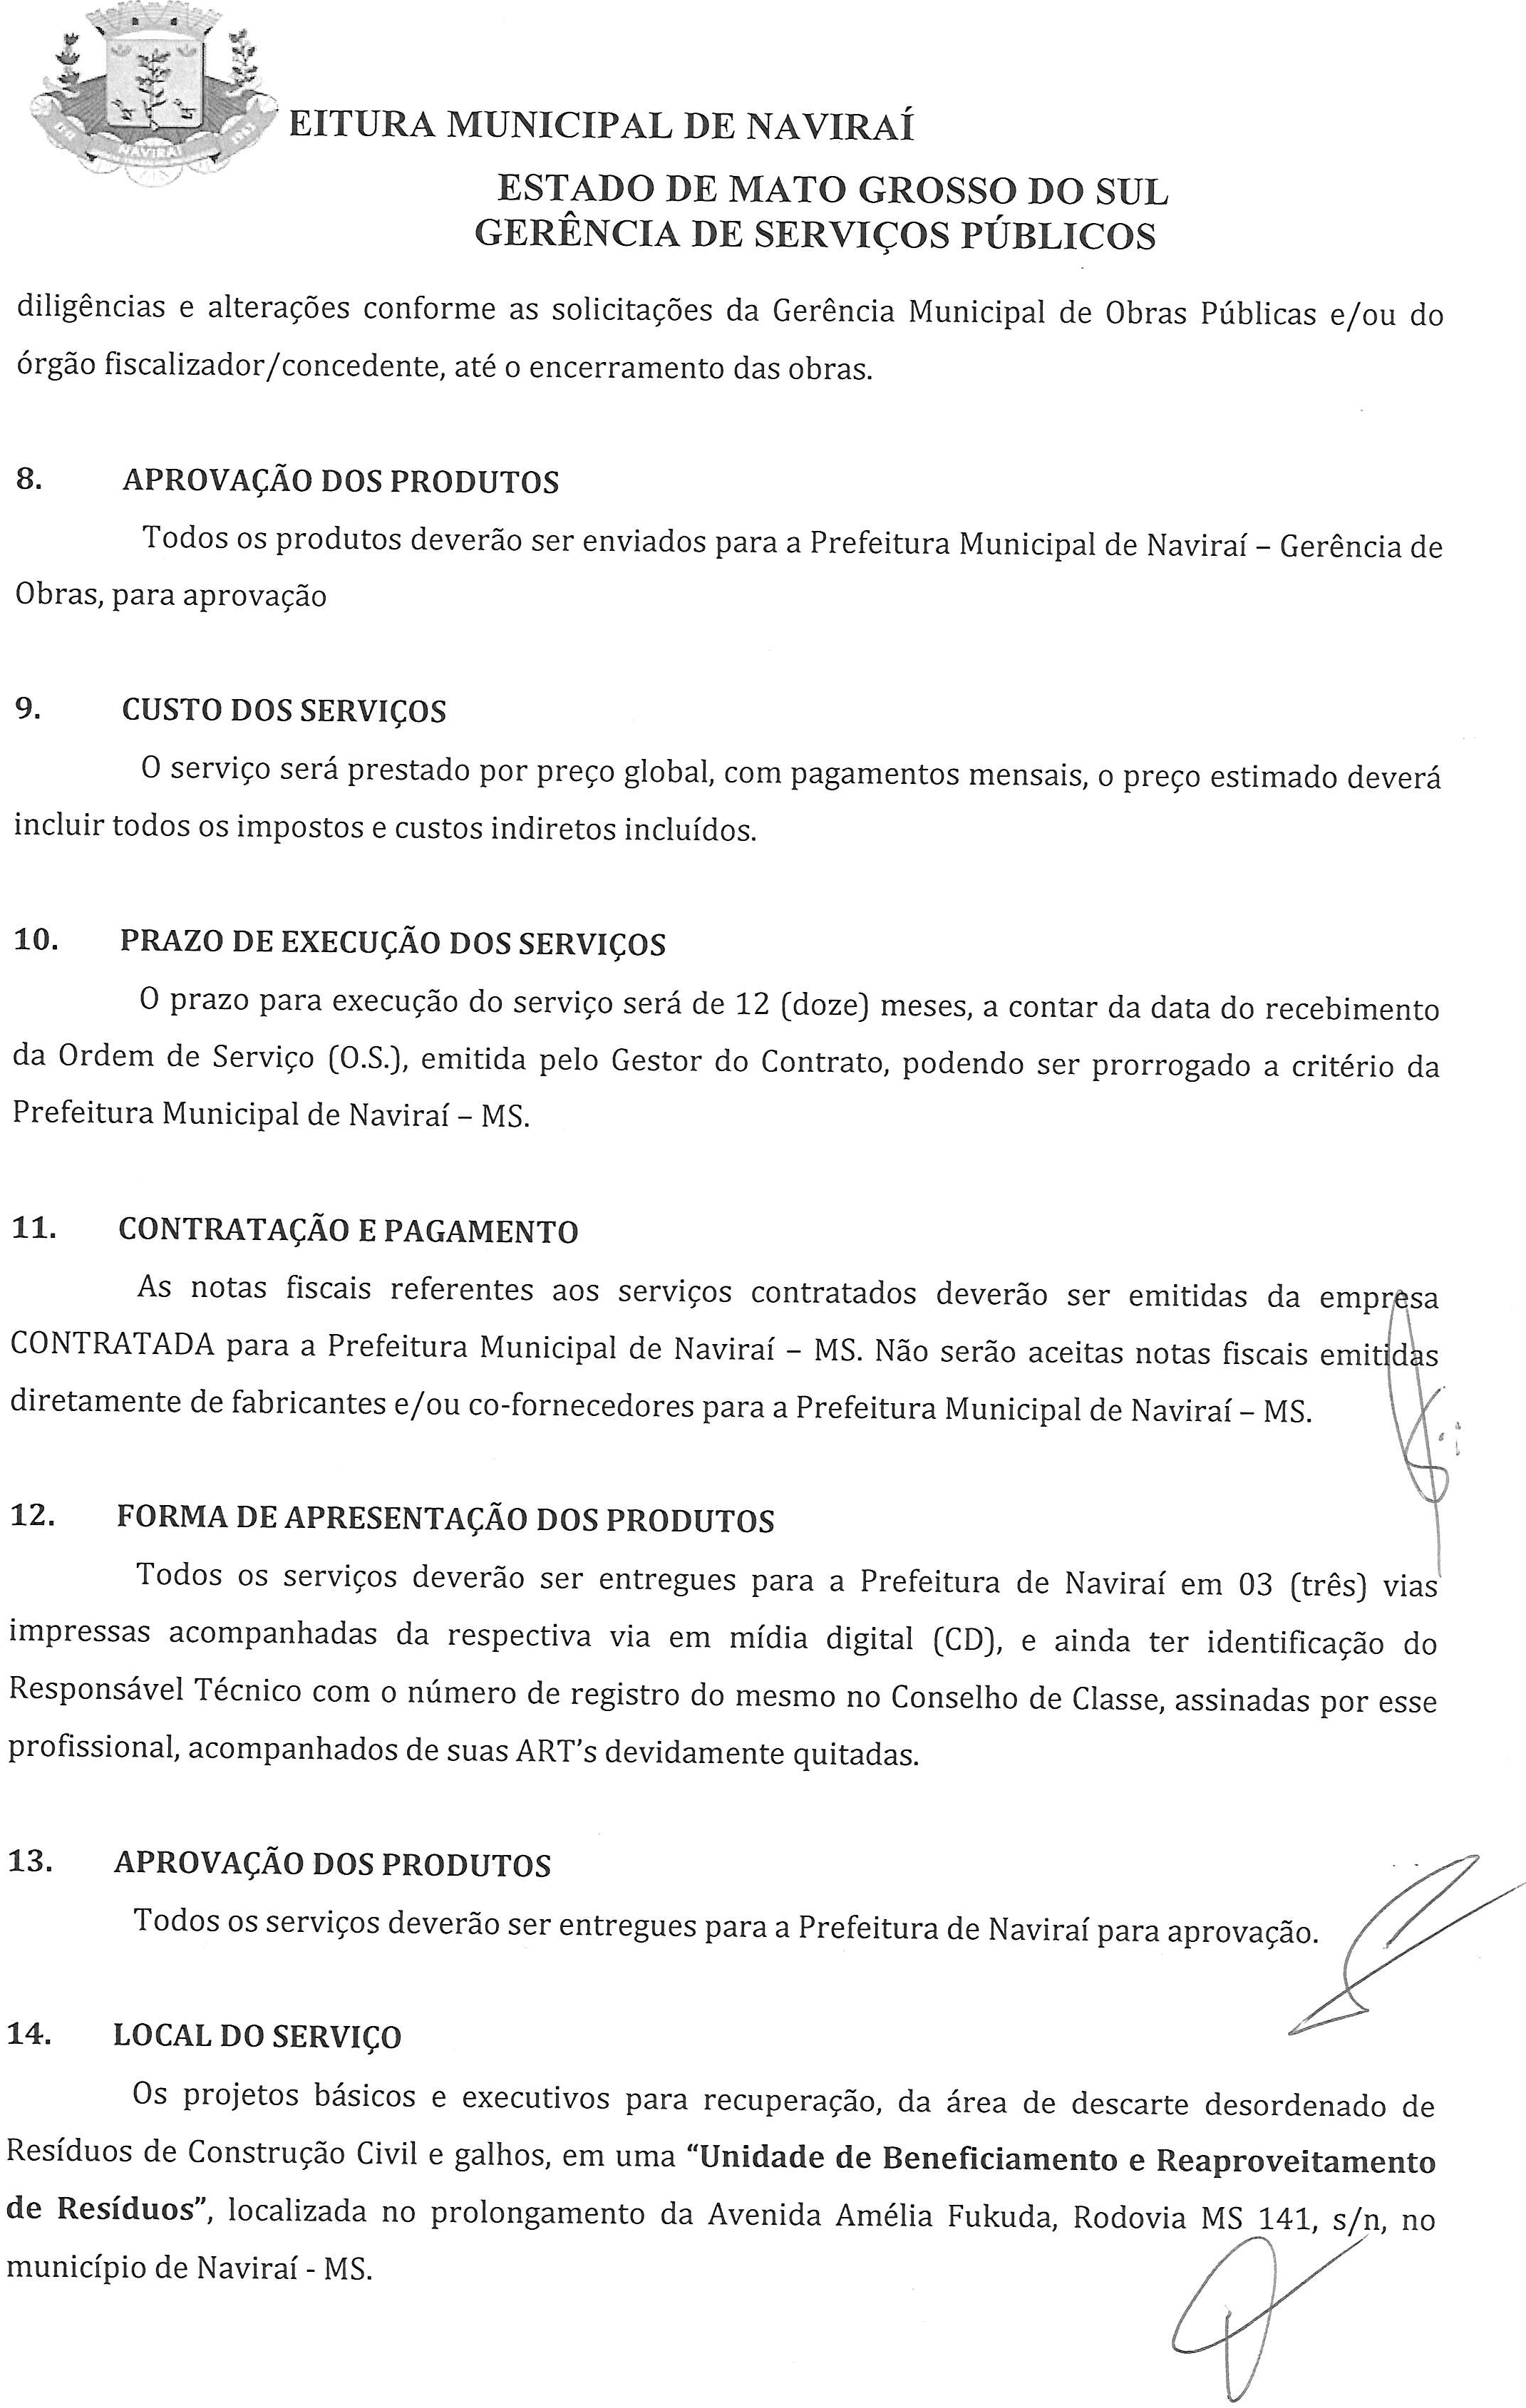 NAVIRAÍ
1963
EITURA MUNICIPAL DE NAVIRAÍ
ESTADO DE MATO GROSSO DO SUL
GERÊNCIA DE SERVIÇOS PÚBLICOS
diligências e alterações conforme as solicitações da Gerência Municipal de Obras Públicas e/ou do
órgão fiscalizador/concedente, até o encerramento das obras.
8. APROVAÇÃO DOS PRODUTOS
Todos os produtos deverão ser enviados para a Prefeitura Municipal de Naviraí – Gerência de
Obras, para aprovação
9. CUSTO DOS SERVIÇOS
O serviço será prestado por preço global, com pagamentos mensais, o preço estimado deverá
incluir todos os impostos e custos indiretos incluídos.
10. PRAZO DE EXECUÇÃO DOS SERVIÇOS
O prazo para execução do serviço será de 12 (doze) meses, a contar da data do recebimento
da Ordem de Serviço (O.S.), emitida pelo Gestor do Contrato, podendo ser prorrogado a critério da
Prefeitura Municipal de Naviraí – MS.
11. CONTRATAÇÃO E PAGAMENTO
As notas fiscais referentes aos serviços contratados deverão ser emitidas da empresa
CONTRATADA para a Prefeitura Municipal de Naviraí – MS. Não serão aceitas notas fiscais emitidas
diretamente de fabricantes e/ou co-fornecedores para a Prefeitura Municipal de Naviraí – MS.
12. FORMA DE APRESENTAÇÃO DOS PRODUTOS
Todos os serviços deverão ser entregues para a Prefeitura de Naviraí em 03 (três) vias
impressas acompanhadas da respectiva via em mídia digital (CD), e ainda ter identificação do
Responsável Técnico com o número de registro do mesmo no Conselho de Classe, assinadas por esse
profissional, acompanhados de suas ART’s devidamente quitadas.
13. APROVAÇÃO DOS PRODUTOS
Todos os serviços deverão ser entregues para a Prefeitura de Naviraí para aprovação.
14. LOCAL DO SERVIÇO
Os projetos básicos e executivos para recuperação, da área de descarte desordenado de
Resíduos de Construção Civil e galhos, em uma “Unidade de Beneficiamento e Reaproveitamento
de Resíduos”, localizada no prolongamento da Avenida Amélia Fukuda, Rodovia MS 141, s/n, no
município de Naviraí - MS.